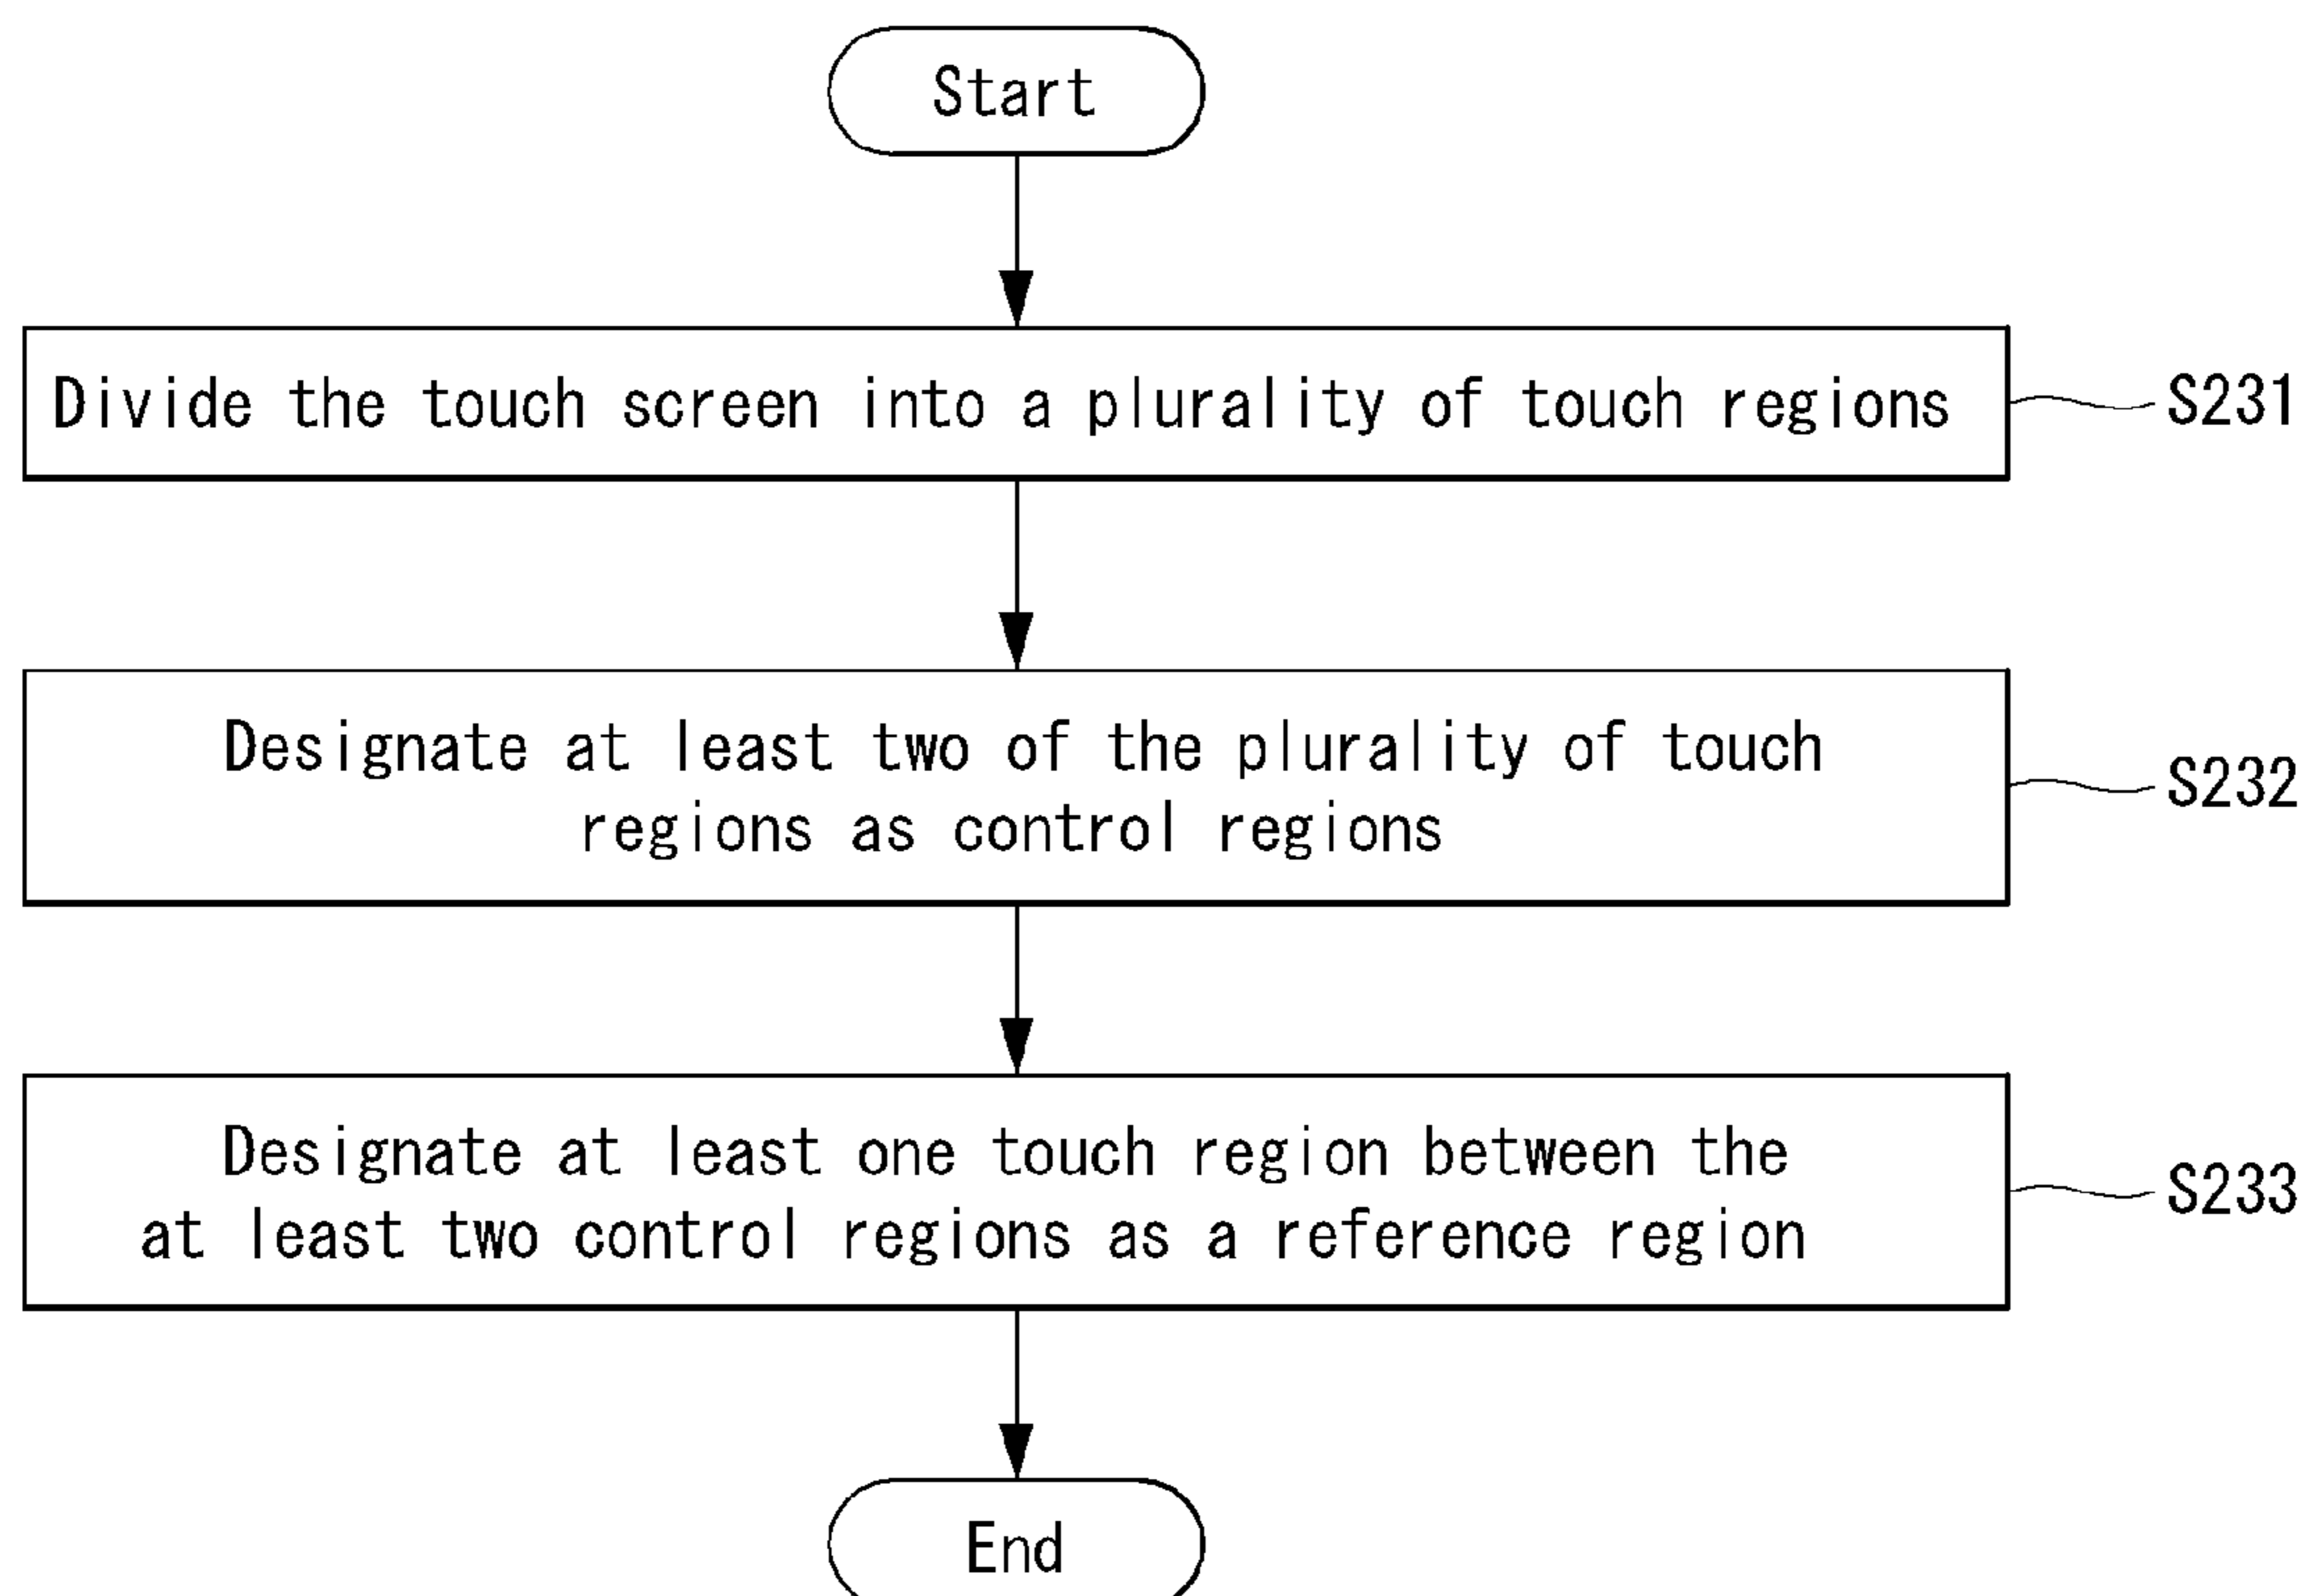 Start
Divide the touch screen into a plurality of touch regions
S231
Designate at least two of the plurality of touch
regions as control regions
S232
Designate at least one touch region between the
at least two control regions as a reference region
S233
End